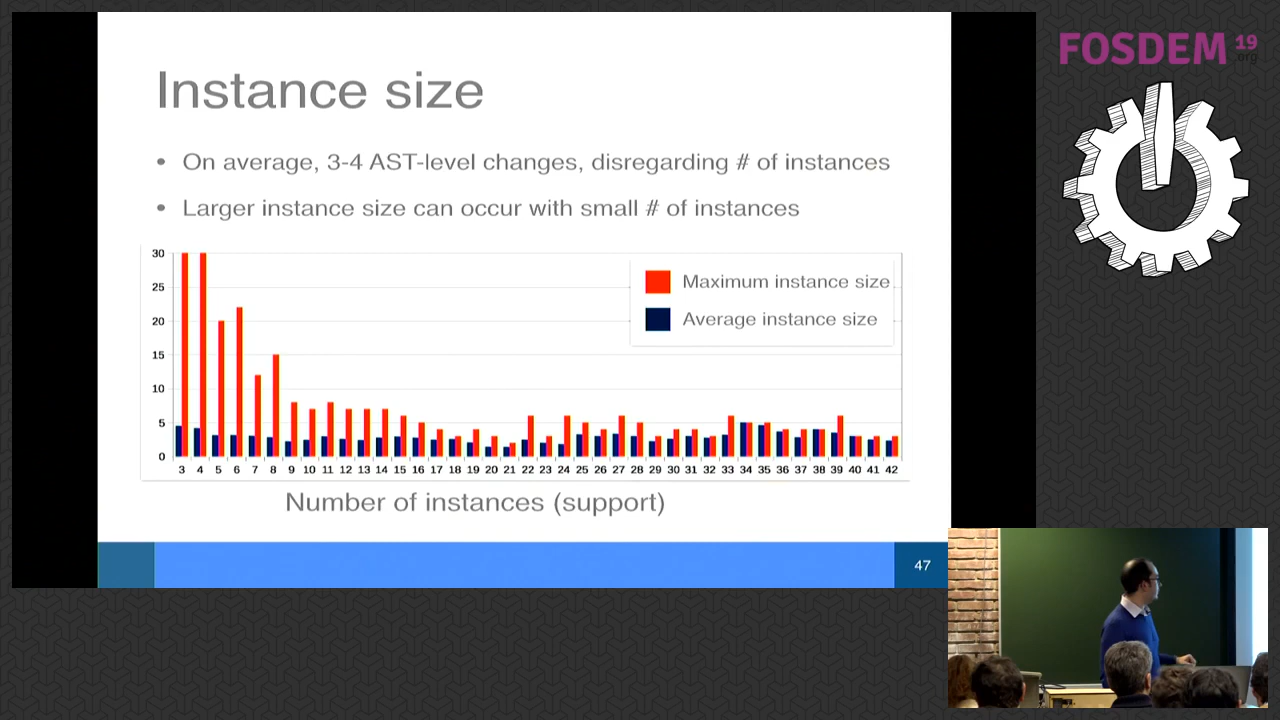 Instance size
• On average, 3-4 AST-level changes, disregarding # of instances
• Larger instance size can occur with small # of instances
30
25
20
15
10
5
0
Maximum instance size
Average instance size
3 4 5 6 7 8 9 10 11 12 13 14 15 16 17 18 19 20 21 22 23 24 25 26 27 28 29 30 31 32 33 34 35 36 37 38 39 40 41 42
Number of instances (support)
47
FOSDEM 19
.org